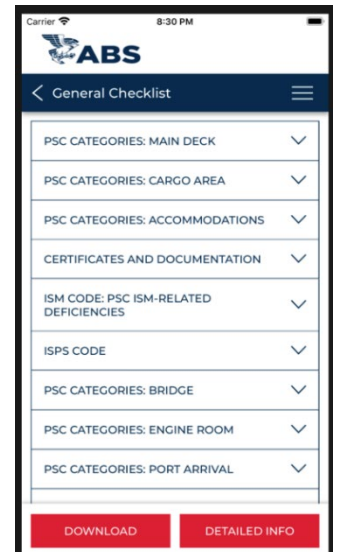 Carrier 8:30 PM
ABS
General Checklist
PSC CATEGORIES: MAIN DECK
PSC CATEGORIES: CARGO AREA
PSC CATEGORIES: ACCOMMODATIONS
CERTIFICATES AND DOCUMENTATION
ISM CODE: PSC ISM-RELATED
DEFICIENCIES
ISPS CODE
PSC CATEGORIES: BRIDGE
PSC CATEGORIES: ENGINE ROOM
PSC CATEGORIES: PORT ARRIVAL
DOWNLOAD DETAILED INFO